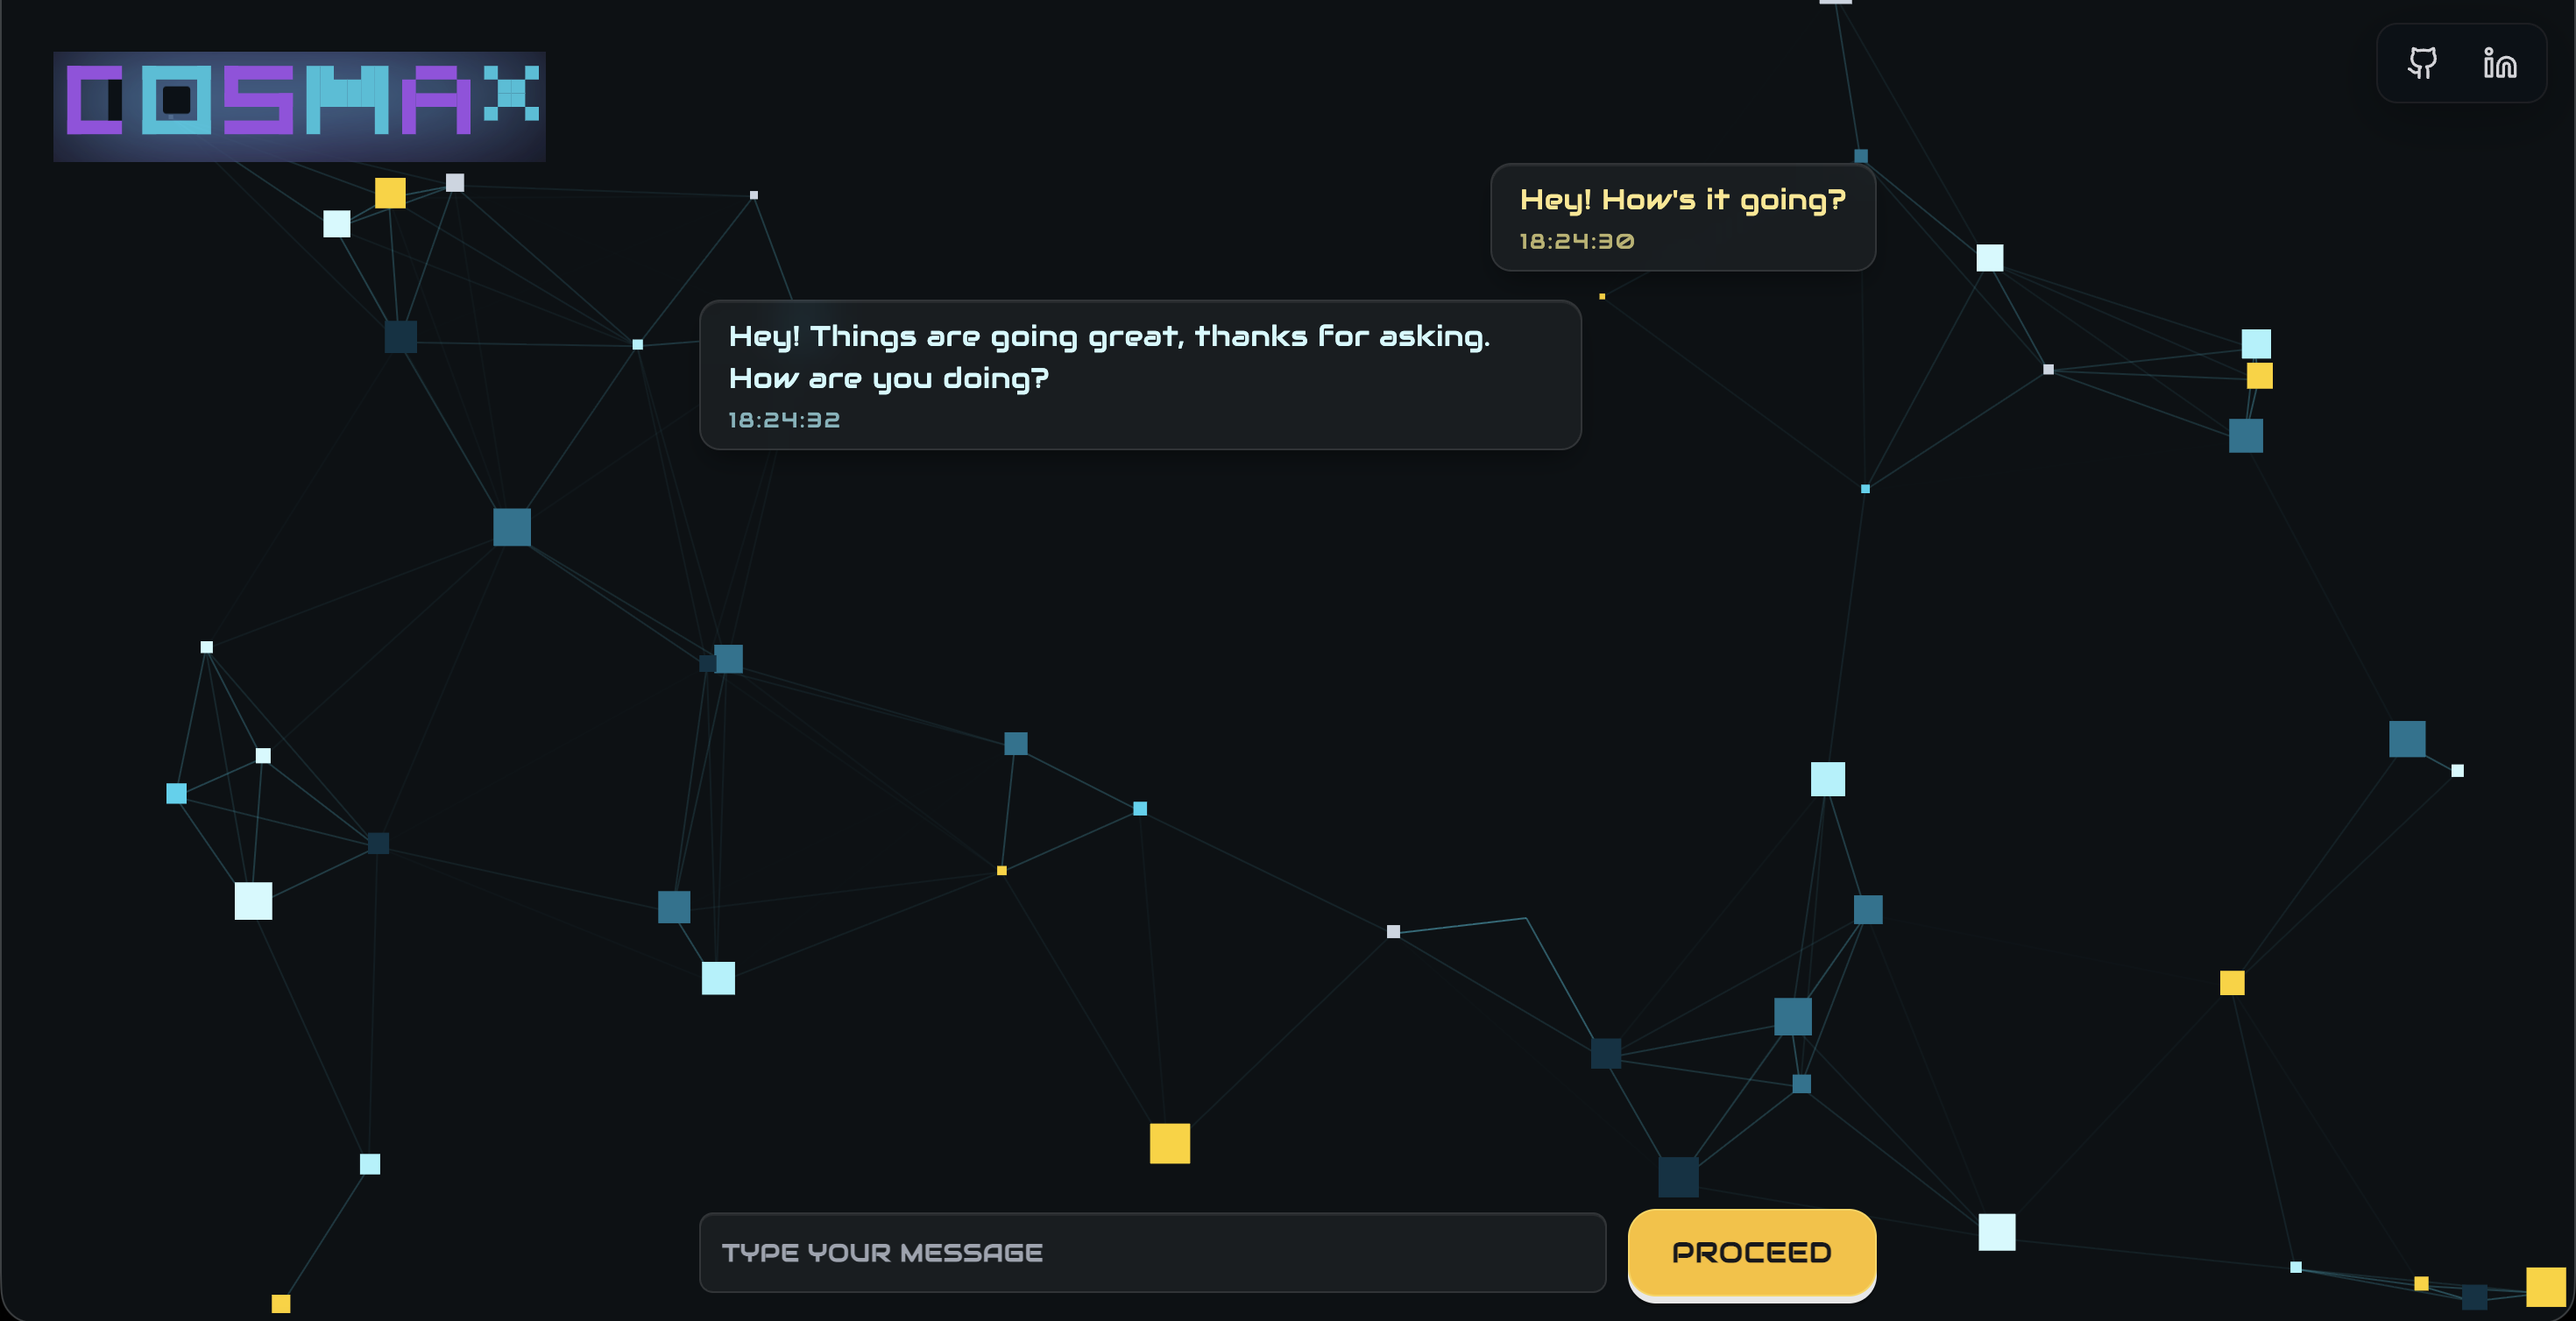 COSMAX
Hey! How's it going?
18:24:30
Hey! Things are going great, thanks for asking.
How are you doing?
18:24:32
TYPE YOUR MESSAGE
PROCEED